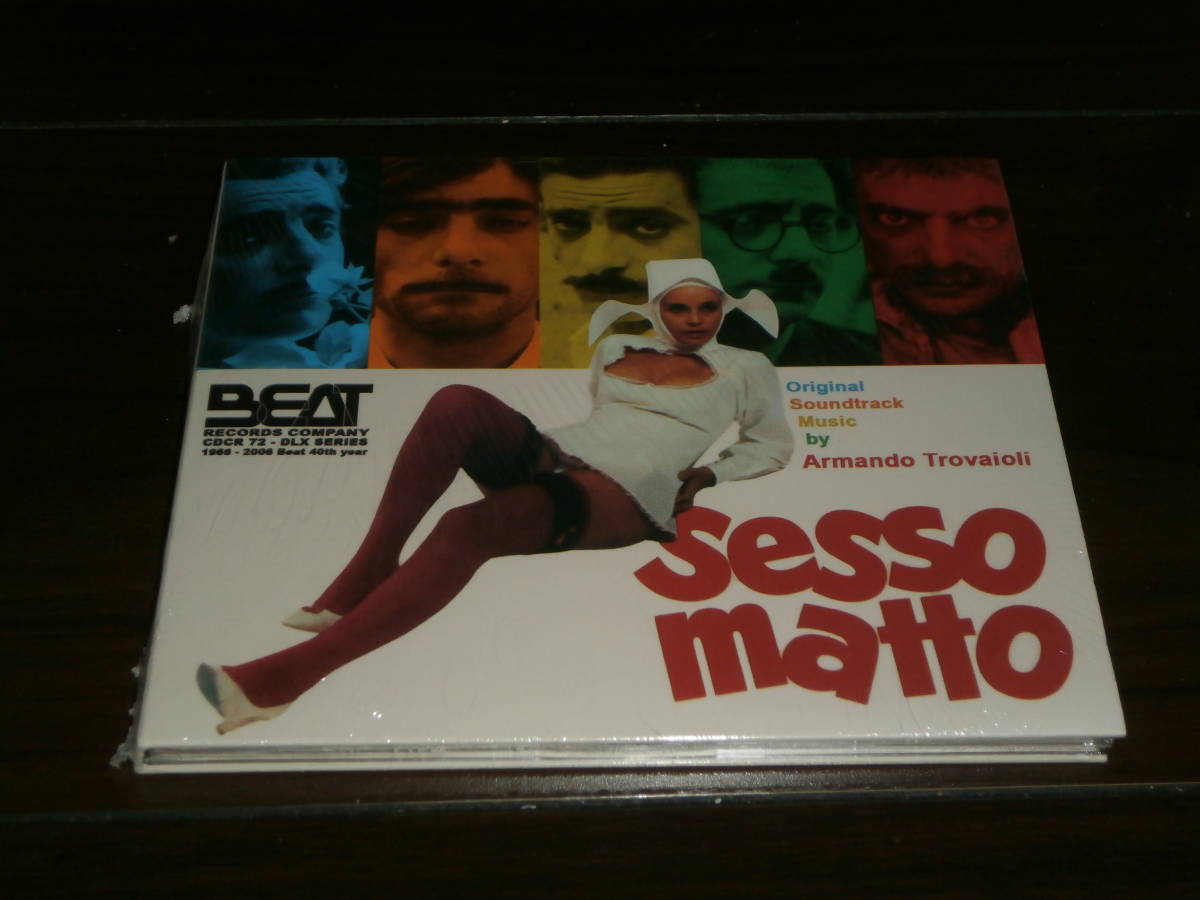 BEAT
RECORDS COMPANY
CDCR 72 - DLX SERIES
1966 - 2006 Beat 40th year
Original
Soundtrack
Music
by
Armando Trovaioli
sesso
matto